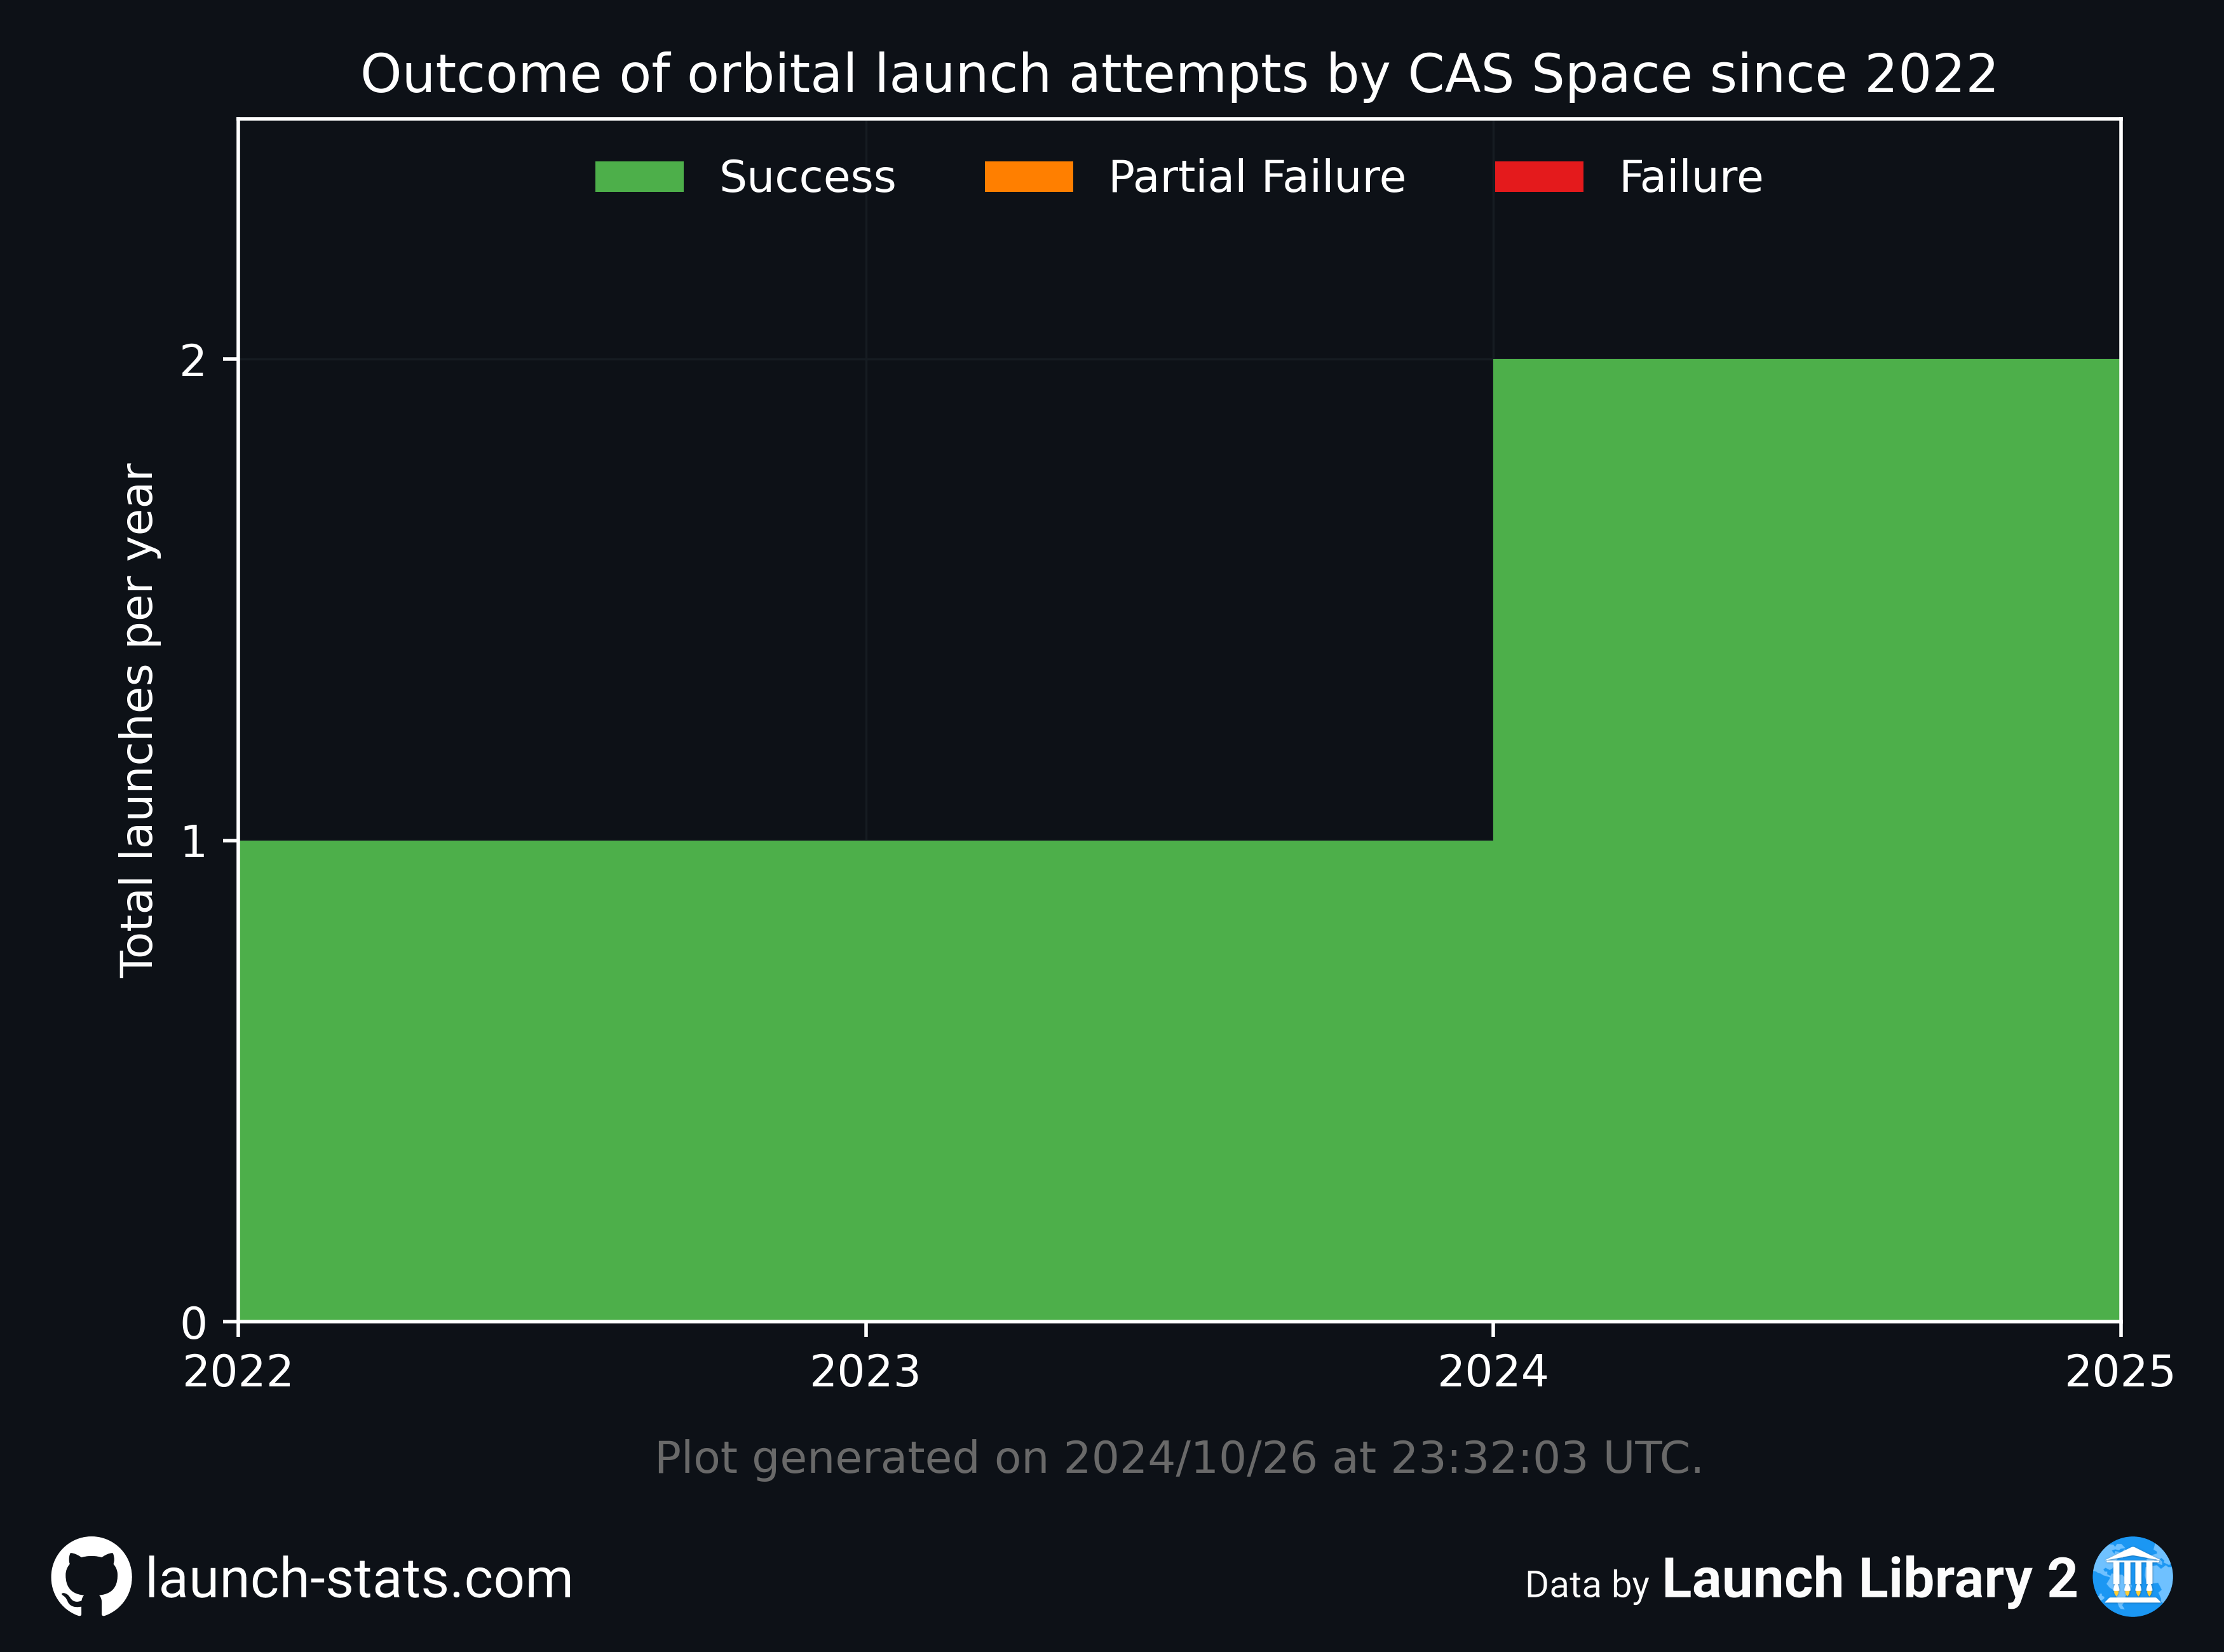 Outcome of orbital launch attempts by CAS Space since 2022
Success Partial Failure Failure
Total launches per year
2
1
0
2022 2023 2024 2025
Plot generated on 2024/10/26 at 23:32:03 UTC.
launch-stats.com
Data by Launch Library 2